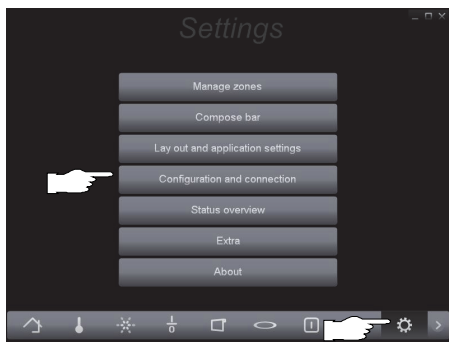 Settings
Manage zones
Compose bar
Lay out and application settings
Configuration and connection
Status overview
Extra
About